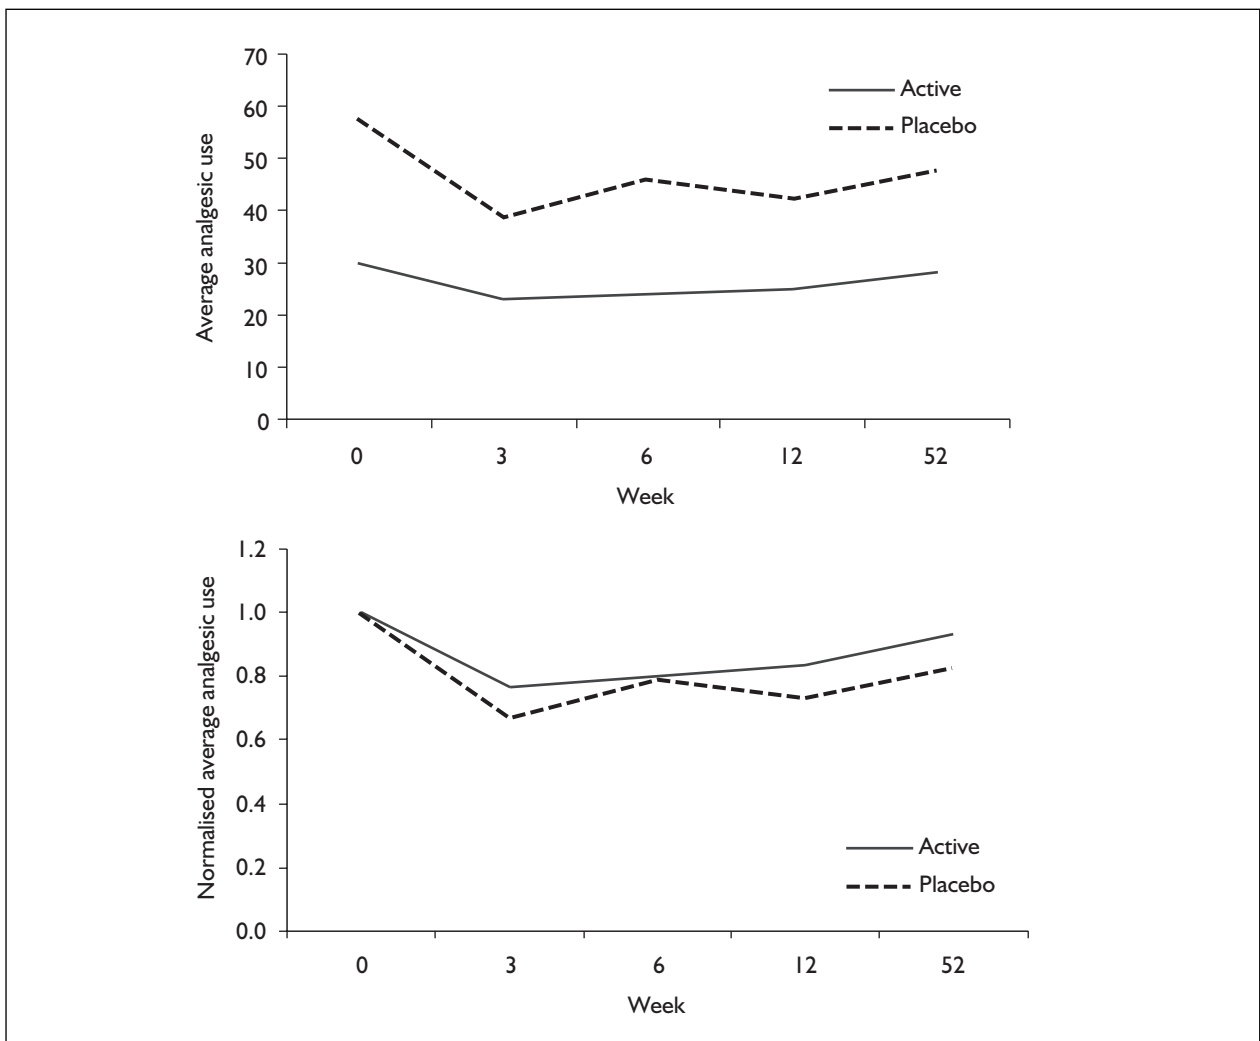 70
60
50
40
30
20
10
0
Average analgesic use
Active
Placebo
0 3 6 12 52
Week
1.2
1.0
0.8
0.6
0.4
0.2
0.0
Normalised average analgesic use
Active
Placebo
0 3 6 12 52
Week